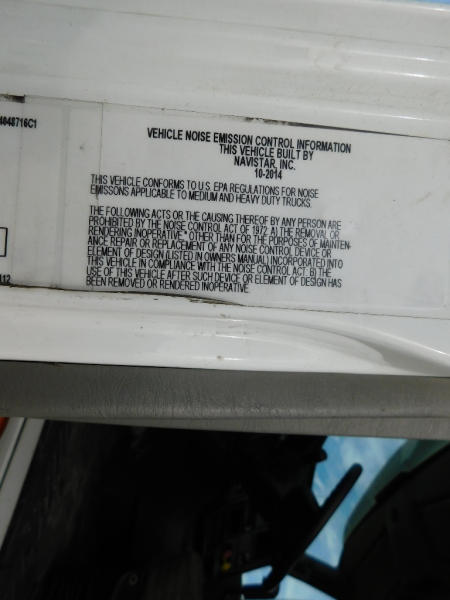 4048716C1
VEHICLE NOISE EMISSION CONTROL INFORMATION
THIS VEHICLE BUILT BY
NAVISTAR, INC.
10-2014
THIS VEHICLE CONFORMS TO U.S. EPA REGULATIONS FOR NOISE
EMISSONS APPLICABLE TO MEDIUM AND HEAVY DUTY TRUCKS.
THE FOLLOWING ACTS OR THE CAUSING THEREOF BY ANY PERSON ARE
PROHIBITED BY THE NOISE CONTROL ACT OF 1972 A) THE REMOVAL OR
RENDERING INOPERATIVE* OTHER THAN FOR THE PURPOSES OF MAINTEN-
ANCE REPAIR OR REPLACEMENT OF ANY NOISE CONTROL DEVICE OR
ELEMENT OF DESIGN (LISTED IN OWNERS MANUAL) INCORPORATED INTO
THIS VEHICLE IN COMPLIANCE WITH THE NOISE CONTROL ACT. B) THE
USE OF THIS VEHICLE AFTER SUCH DEVICE OR ELEMENT OF DESIGN HAS
BEEN REMOVED OR RENDERED INOPERATIVE.
112